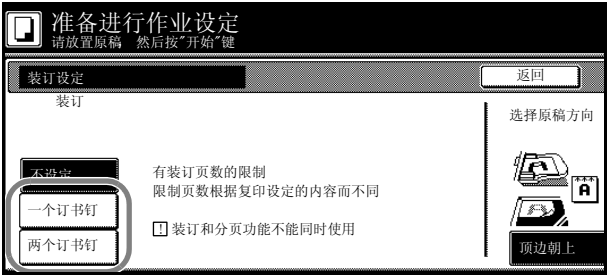 准备进行作业设定
请放置原稿 然后按"开始"键
装订设定
返回
装订
选择原稿方向
不设定
有装订页数的限制
限制页数根据复印设定的内容而不同
A
一个订书钉
! 装订和分页功能不能同时使用
两个订书钉
顶边朝上